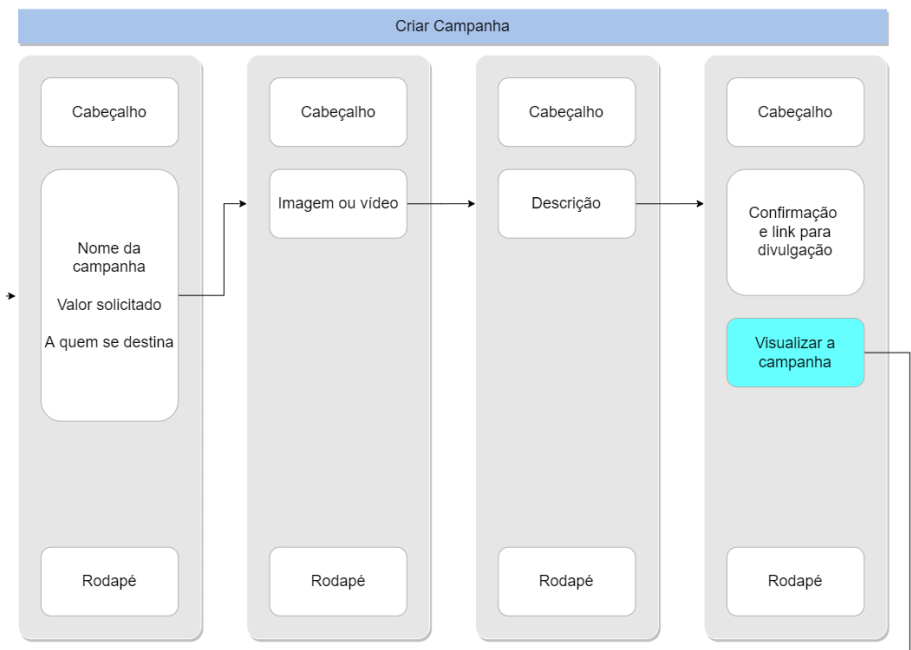 Criar Campanha
Cabeçalho
Nome da
campanha
Valor solicitado
A quem se destina
Rodapé
Cabeçalho
Imagem ou vídeo
Rodapé
Cabeçalho
Descrição
Rodapé
Cabeçalho
Confirmação
e link para
divulgação
Visualizar a
campanha
Rodapé